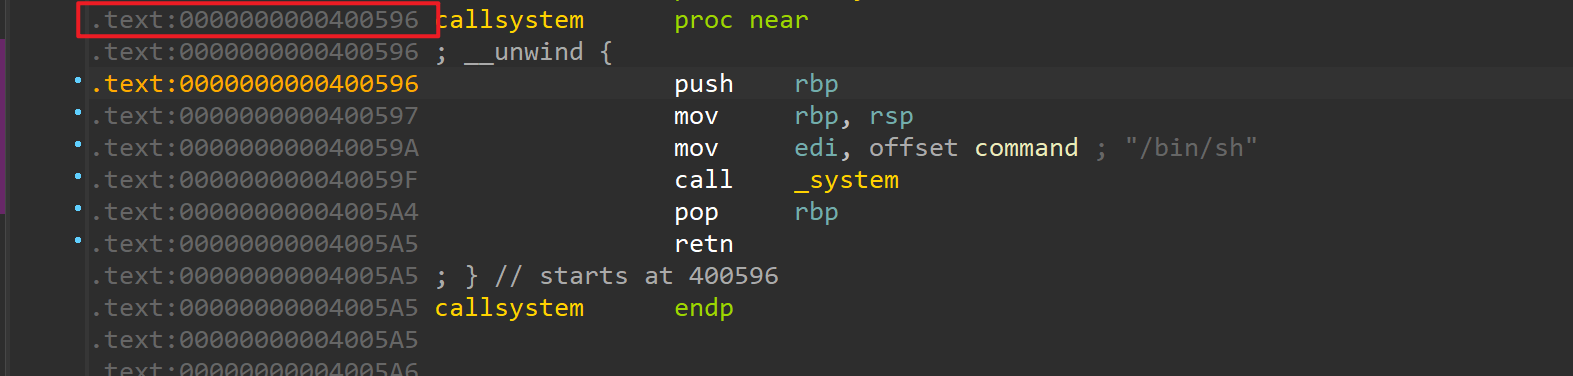 .text:0000000000400596 callsystem proc near
.text:0000000000400596 ; __unwind {
.text:0000000000400596 push rbp
.text:0000000000400597 mov rbp, rsp
.text:000000000040059A mov edi, offset command ; "/bin/sh"
.text:000000000040059F call _system
.text:00000000004005A4 pop rbp
.text:00000000004005A5 retn
.text:00000000004005A5 ; } // starts at 400596
.text:00000000004005A5 callsystem endp
.text:00000000004005A5
.text:00000000004005A6